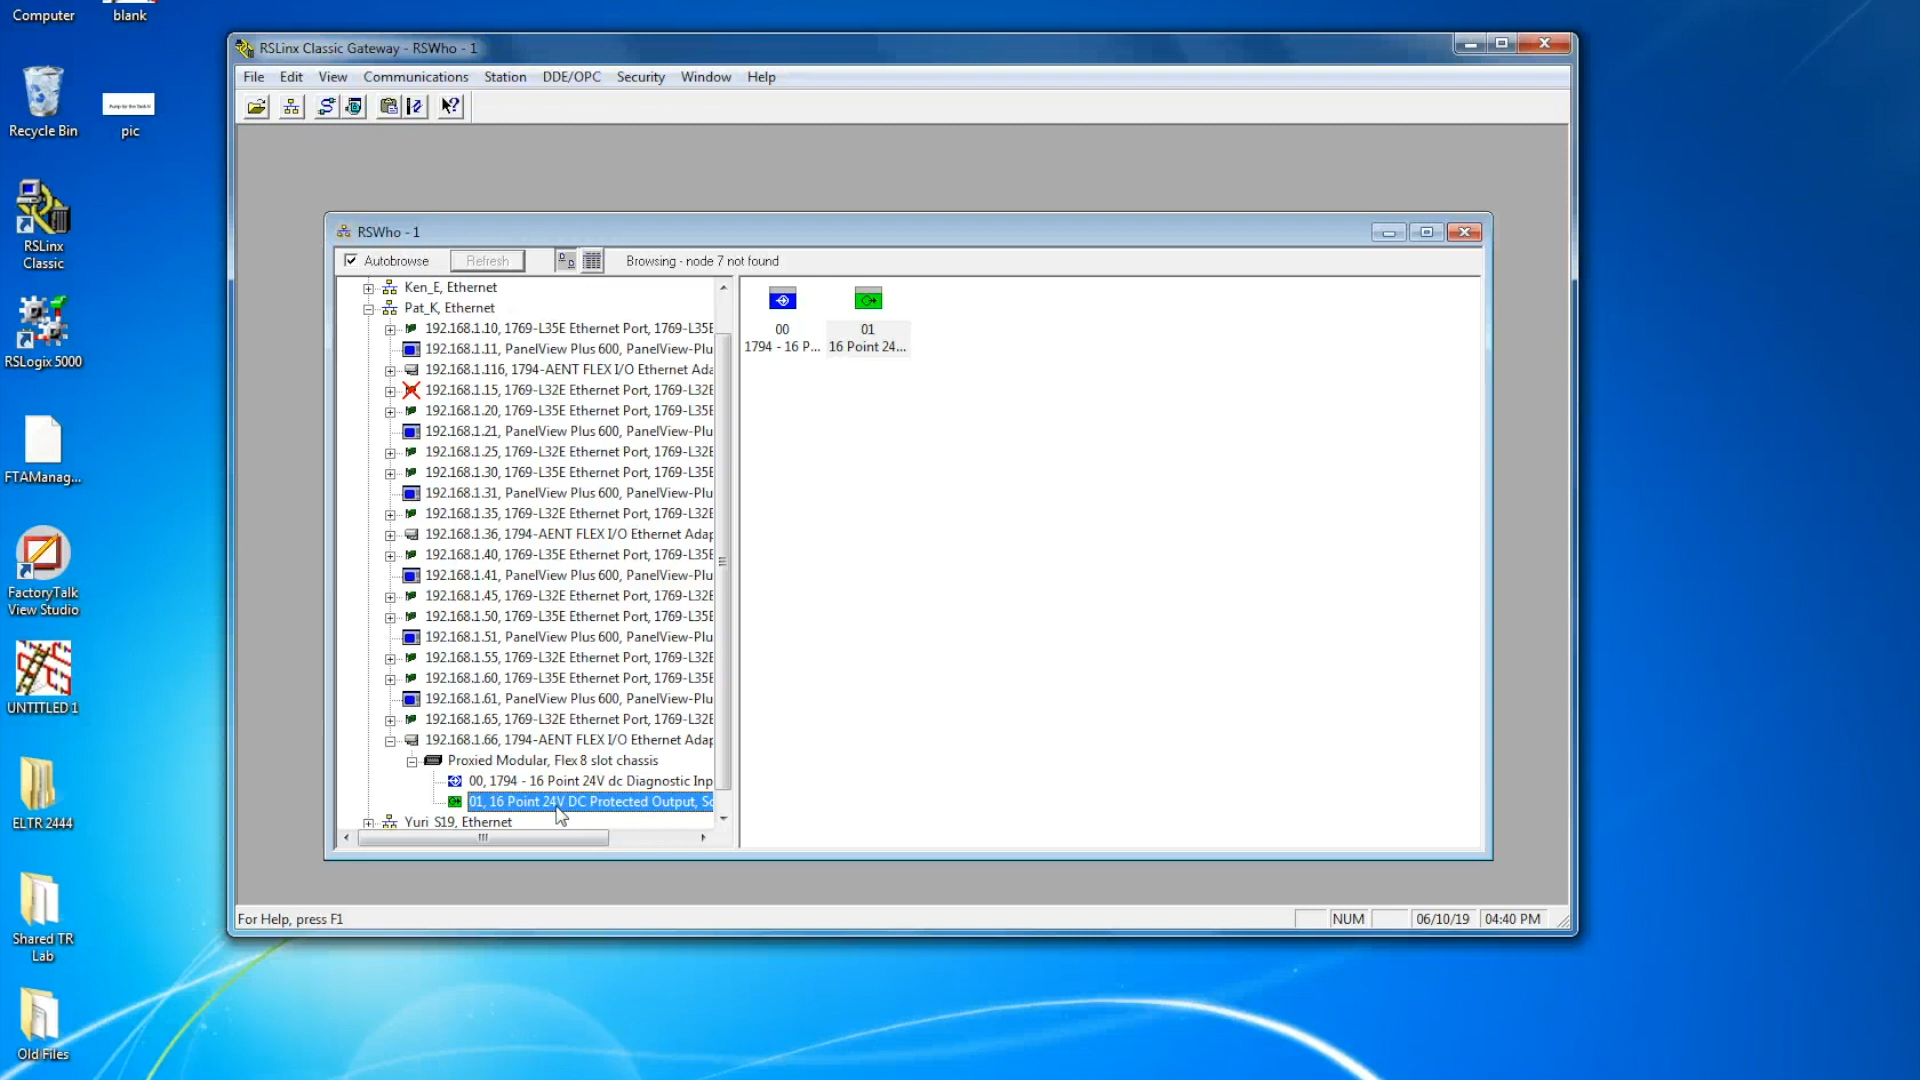 Computer
blank
Recycle Bin
pic
RSLinx
Classic
RSLogix 5000
FTAManag...
FactoryTalk
View Studio
UNTITLED 1
ELTR 2444
Shared TR
Lab
Old Files
RSLinx Classic Gateway - RSWho - 1
File Edit View Communications Station DDE/OPC Security Window Help
RSWho - 1
Autobrowse Refresh Browsing - node 7 not found
Ken_E, Ethernet
Pat_K, Ethernet
192.168.1.10, 1769-L35E Ethernet Port, 1769-L35E
192.168.1.11, PanelView Plus 600, PanelView-Plu
192.168.1.116, 1794-AENT FLEX I/O Ethernet Ada
192.168.1.15, 1769-L32E Ethernet Port, 1769-L32E
192.168.1.20, 1769-L35E Ethernet Port, 1769-L35E
192.168.1.21, PanelView Plus 600, PanelView-Plu
192.168.1.25, 1769-L32E Ethernet Port, 1769-L32E
192.168.1.30, 1769-L35E Ethernet Port, 1769-L35E
192.168.1.31, PanelView Plus 600, PanelView-Plu
192.168.1.35, 1769-L32E Ethernet Port, 1769-L32E
192.168.1.36, 1794-AENT FLEX I/O Ethernet Adap
192.168.1.40, 1769-L35E Ethernet Port, 1769-L35E
192.168.1.41, PanelView Plus 600, PanelView-Plu
192.168.1.45, 1769-L32E Ethernet Port, 1769-L32E
192.168.1.50, 1769-L35E Ethernet Port, 1769-L35E
192.168.1.51, PanelView Plus 600, PanelView-Plu
192.168.1.55, 1769-L32E Ethernet Port, 1769-L32E
192.168.1.60, 1769-L35E Ethernet Port, 1769-L35E
192.168.1.61, PanelView Plus 600, PanelView-Plu
192.168.1.65, 1769-L32E Ethernet Port, 1769-L32E
192.168.1.66, 1794-AENT FLEX I/O Ethernet Adap
Proxied Modular, Flex 8 slot chassis
00, 1794 - 16 Point 24V dc Diagnostic Inp
01, 16 Point 24V DC Protected Output, So
Yuri S19, Ethernet
00
1794 - 16 P...
01
16 Point 24...
For Help, press F1
NUM 06/10/19 04:40 PM